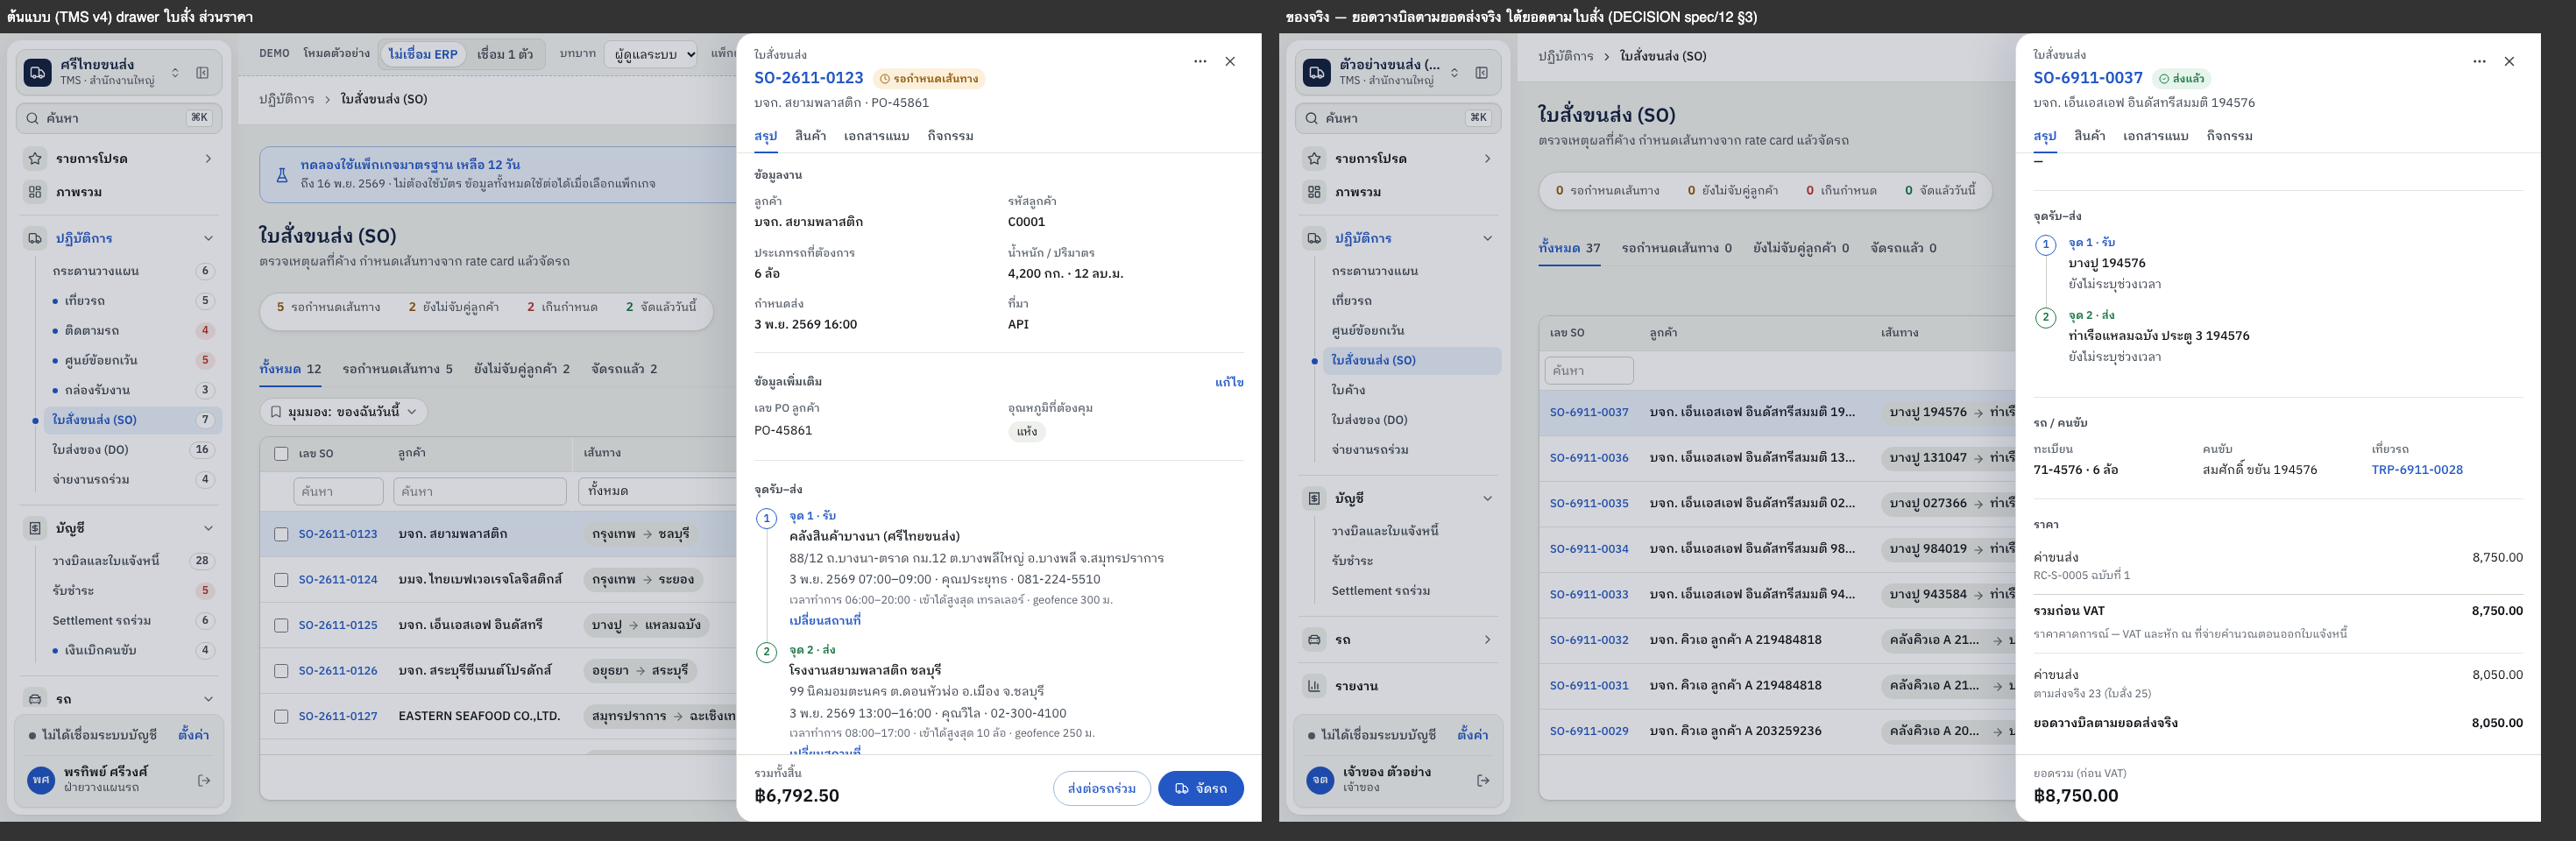 ต้นแบบ (TMS v4) drawer ใบสั่ง ส่วนราคา
ศรีไทยขนส่ง
TMS · สำนักงานใหญ่
ค้นหา ⌘K
รายการโปรด
ภาพรวม
ปฏิบัติการ
กระดานวางแผน 6
เที่ยวรถ 5
ติดตามรถ 4
ศูนย์ข้อยกเว้น 5
กล่องรับงาน 3
ใบสั่งขนส่ง (SO) 7
ใบส่งของ (DO) 16
จ่ายงานรถร่วม 4
บัญชี
วางบิลและใบแจ้งหนี้ 28
รับชำระ 5
Settlement รถร่วม 6
เงินเบิกคนขับ 4
รถ
ไม่ได้เชื่อมระบบบัญชี ตั้งค่า
พศ พรทิพย์ ศรีวงศ์
ฝ่ายวางแผนรถ
DEMO โหมดตัวอย่าง ไม่เชื่อม ERP เชื่อม 1 ตัว บทบาท ผู้ดูแลระบบ
ปฏิบัติการ > ใบสั่งขนส่ง (SO)
ทดลองใช้แพ็กเกจมาตรฐาน เหลือ 12 วัน
ถึง 16 พ.ย. 2569 · ไม่ต้องใช้บัตร ข้อมูลทั้งหมดใช้ต่อได้เมื่อเลือกแพ็กเกจ
ใบสั่งขนส่ง (SO)
ตรวจเหตุผลที่ค้าง กำหนดเส้นทางจาก rate card แล้วจัดรถ
5 รอกำหนดเส้นทาง 2 ยังไม่จับคู่ลูกค้า 2 เกินกำหนด 2 จัดแล้ววันนี้
ทั้งหมด 12 รอกำหนดเส้นทาง 5 ยังไม่จับคู่ลูกค้า 2 จัดรถแล้ว 2
มุมมอง: ของฉันวันนี้
เลข SO ลูกค้า เส้นทาง
ค้นหา ค้นหา ทั้งหมด
SO-2611-0123 บจก. สยามพลาสติก กรุงเทพ → ชลบุรี
SO-2611-0124 บมจ. ไทยเบฟเวอเรจโลจิสติกส์ กรุงเทพ → ระยอง
SO-2611-0125 บจก. เอ็นเอสเอฟ อินดัสทรี บางปู → แหลมฉบัง
SO-2611-0126 บจก. สระบุรีซีเมนต์โปรดักส์ อยุธยา → สระบุรี
SO-2611-0127 EASTERN SEAFOOD CO.,LTD. สมุทรปราการ → ฉะเชิงเท
ใบสั่งขนส่ง
SO-2611-0123 รอกำหนดเส้นทาง
บจก. สยามพลาสติก · PO-45861
สรุป สินค้า เอกสารแนบ กิจกรรม
ข้อมูลงาน
ลูกค้า รหัสลูกค้า
บจก. สยามพลาสติก C0001
ประเภทรถที่ต้องการ น้ำหนัก / ปริมาตร
6 ล้อ 4,200 กก. · 12 ลบ.ม.
กำหนดส่ง ที่มา
3 พ.ย. 2569 16:00 API
ข้อมูลเพิ่มเติม แก้ไข
เลข PO ลูกค้า อุณหภูมิที่ต้องคุม
PO-45861 แห้ง
จุดรับ–ส่ง
1 จุด 1 · รับ
คลังสินค้าบางนา (ศรีไทยขนส่ง)
88/12 ถ.บางนา-ตราด กม.12 ต.บางพลีใหญ่ อ.บางพลี จ.สมุทรปราการ
3 พ.ย. 2569 07:00–09:00 · คุณประยุทธ · 081-224-5510
เวลาทำการ 06:00–20:00 · เข้าได้สูงสุด เทรลเลอร์ · geofence 300 ม.
เปลี่ยนสถานที่
2 จุด 2 · ส่ง
โรงงานสยามพลาสติก ชลบุรี
99 นิคมอมตะนคร ต.ดอนหัวฬ่อ อ.เมือง จ.ชลบุรี
3 พ.ย. 2569 13:00–16:00 · คุณวิไล · 02-300-4100
เวลาทำการ 08:00–17:00 · เข้าได้สูงสุด 10 ล้อ · geofence 250 ม.
เปลี่ยนสถานที่
รวมทั้งสิ้น
฿6,792.50 ส่งต่อรถร่วม จัดรถ
ของจริง — ยอดวางบิลตามยอดส่งจริง ใต้ยอดตามใบสั่ง (DECISION spec/12 §3)
ตัวอย่างขนส่ง (...
TMS · สำนักงานใหญ่
ค้นหา ⌘K
รายการโปรด
ภาพรวม
ปฏิบัติการ
กระดานวางแผน
เที่ยวรถ
ศูนย์ข้อยกเว้น
ใบสั่งขนส่ง (SO)
ใบค้าง
ใบส่งของ (DO)
จ่ายงานรถร่วม
บัญชี
วางบิลและใบแจ้งหนี้
รับชำระ
Settlement รถร่วม
รถ
รายงาน
ไม่ได้เชื่อมระบบบัญชี ตั้งค่า
จต เจ้าของ ตัวอย่าง
เจ้าของ
ปฏิบัติการ > ใบสั่งขนส่ง (SO)
ใบสั่งขนส่ง (SO)
ตรวจเหตุผลที่ค้าง กำหนดเส้นทางจาก rate card แล้วจัดรถ
0 รอกำหนดเส้นทาง 0 ยังไม่จับคู่ลูกค้า 0 เกินกำหนด 0 จัดแล้ววันนี้
ทั้งหมด 37 รอกำหนดเส้นทาง 0 ยังไม่จับคู่ลูกค้า 0 จัดรถแล้ว 0
เลข SO ลูกค้า เส้นทาง
ค้นหา
SO-6911-0037 บจก. เอ็นเอสเอฟ อินดัสทรีสมมติ 19... บางปู 194576 → ท่าเรื
SO-6911-0036 บจก. เอ็นเอสเอฟ อินดัสทรีสมมติ 13... บางปู 131047 → ท่าเรื
SO-6911-0035 บจก. เอ็นเอสเอฟ อินดัสทรีสมมติ 02... บางปู 027366 → ท่าเรื
SO-6911-0034 บจก. เอ็นเอสเอฟ อินดัสทรีสมมติ 98... บางปู 984019 → ท่าเรื
SO-6911-0033 บจก. เอ็นเอสเอฟ อินดัสทรีสมมติ 94... บางปู 943584 → ท่าเรื
SO-6911-0032 บจก. คิวเอ ลูกค้า A 219484818 คลังคิวเอ A 21... →
SO-6911-0031 บจก. คิวเอ ลูกค้า A 219484818 คลังคิวเอ A 21... →
SO-6911-0029 บจก. คิวเอ ลูกค้า A 203259236 คลังคิวเอ A 20... →
ใบสั่งขนส่ง
SO-6911-0037 ส่งแล้ว
บจก. เอ็นเอสเอฟ อินดัสทรีสมมติ 194576
สรุป สินค้า เอกสารแนบ กิจกรรม
–
จุดรับ–ส่ง
1 จุด 1 · รับ
บางปู 194576
ยังไม่ระบุช่วงเวลา
2 จุด 2 · ส่ง
ท่าเรือแหลมฉบัง ประตู 3 194576
ยังไม่ระบุช่วงเวลา
รถ / คนขับ
ทะเบียน คนขับ เที่ยวรถ
71-4576 · 6 ล้อ สมศักดิ์ ขยัน 194576 TRP-6911-0028
ราคา
ค่าขนส่ง 8,750.00
RC-S-0005 ฉบับที่ 1
รวมก่อน VAT 8,750.00
ราคาคาดการณ์ — VAT และหัก ณ ที่จ่ายคำนวณตอนออกใบแจ้งหนี้
ค่าขนส่ง 8,050.00
ตามส่งจริง 23 (ใบสั่ง 25)
ยอดวางบิลตามยอดส่งจริง 8,050.00
ยอดรวม (ก่อน VAT)
฿8,750.00